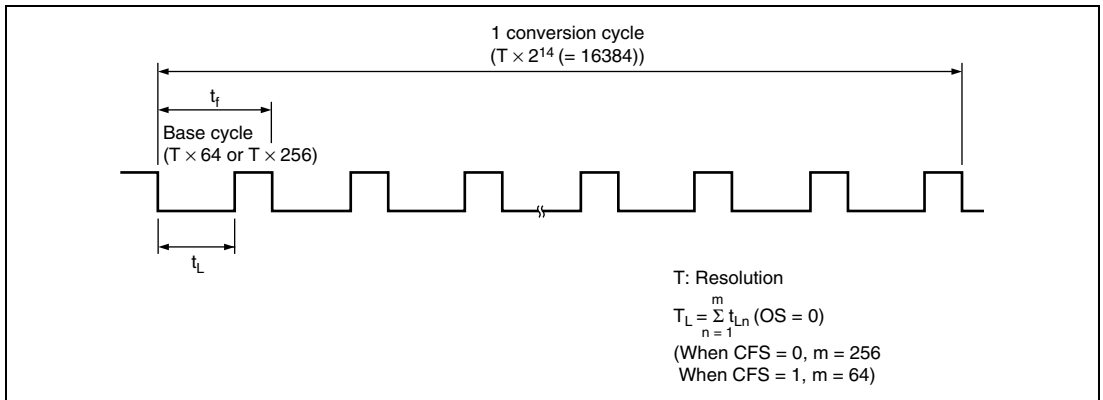 1 conversion cycle
(T × 2¹⁴ (= 16384))
t_f
Base cycle
(T × 64 or T × 256)
t_L
T: Resolution
m
T_L = Σ t_Ln (OS = 0)
n = 1
(When CFS = 0, m = 256
When CFS = 1, m = 64)